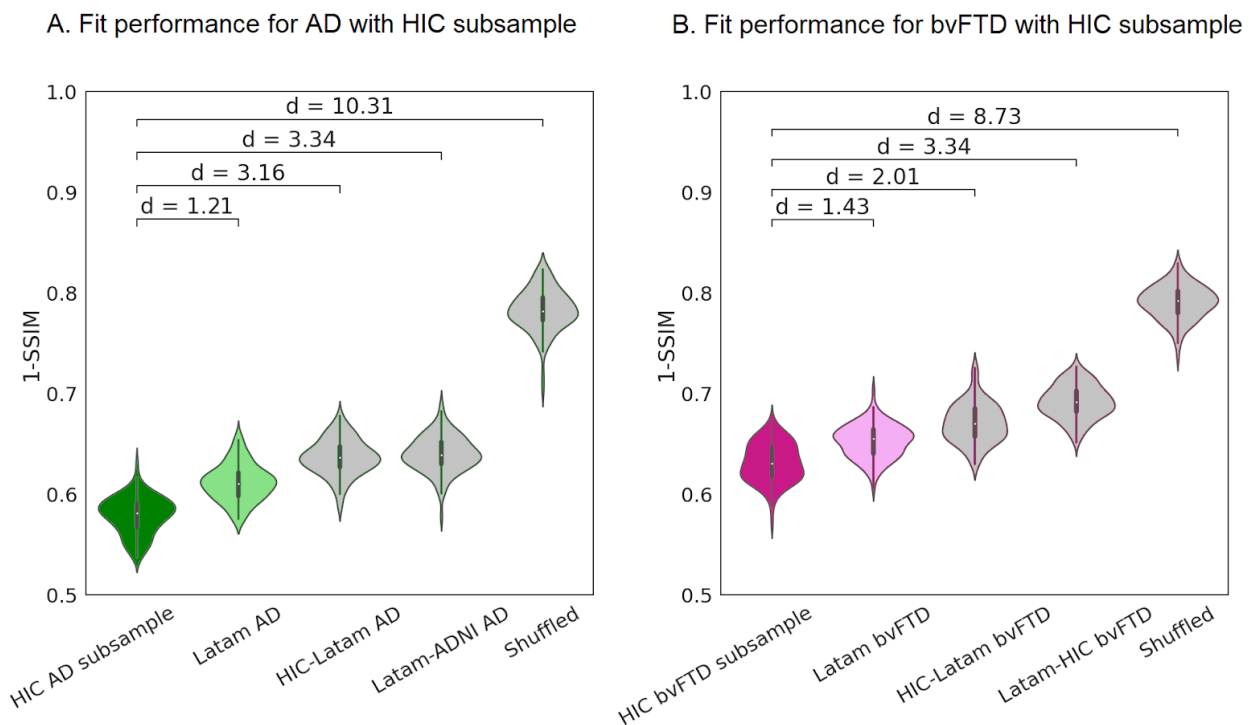 A. Fit performance for AD with HIC subsample
1-SSIM
1.0
0.9
0.8
0.7
0.6
0.5
d = 10.31
d = 3.34
d = 3.16
d = 1.21
HIC AD subsample
Latam AD
HIC-Latam AD
Latam-ADNI AD
Shuffled
B. Fit performance for bvFTD with HIC subsample
1-SSIM
1.0
0.9
0.8
0.7
0.6
0.5
d = 8.73
d = 3.34
d = 2.01
d = 1.43
HIC bvFTD subsample
Latam bvFTD
HIC-Latam bvFTD
Latam-HIC bvFTD
Shuffled